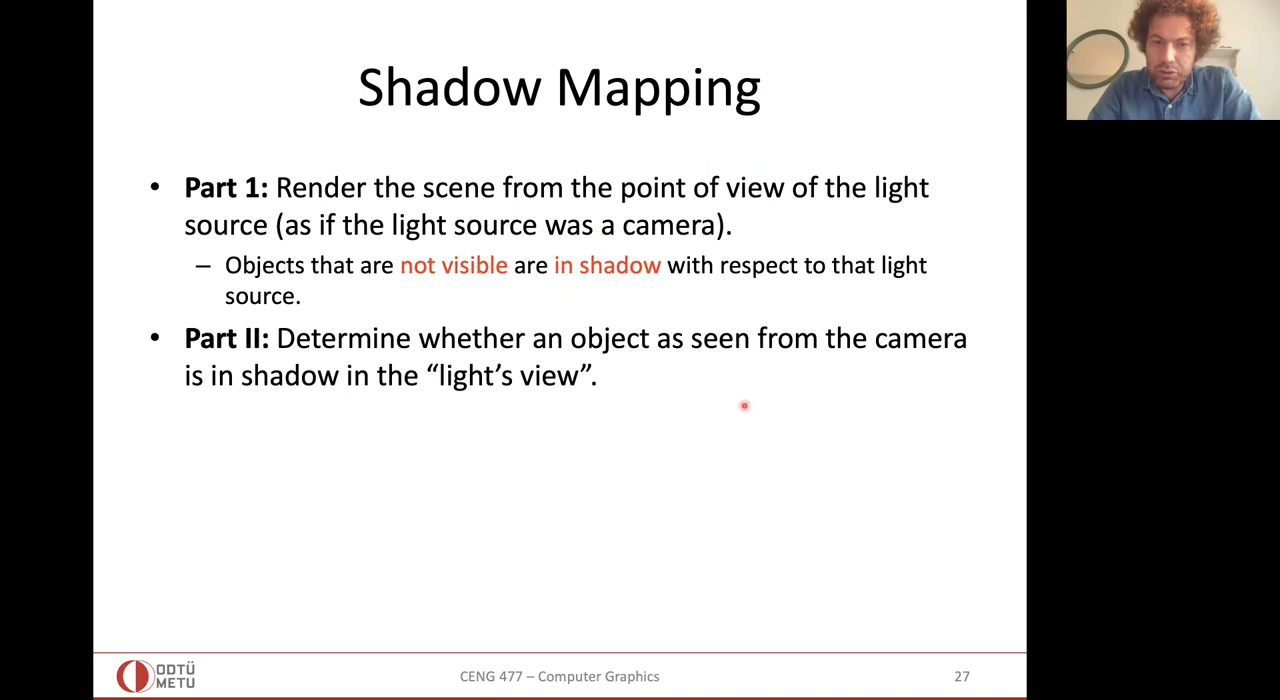 Shadow Mapping
• Part 1: Render the scene from the point of view of the light
source (as if the light source was a camera).
– Objects that are not visible are in shadow with respect to that light
source.
• Part II: Determine whether an object as seen from the camera
is in shadow in the “light’s view”.
ODTÜ
METU
CENG 477 – Computer Graphics
27